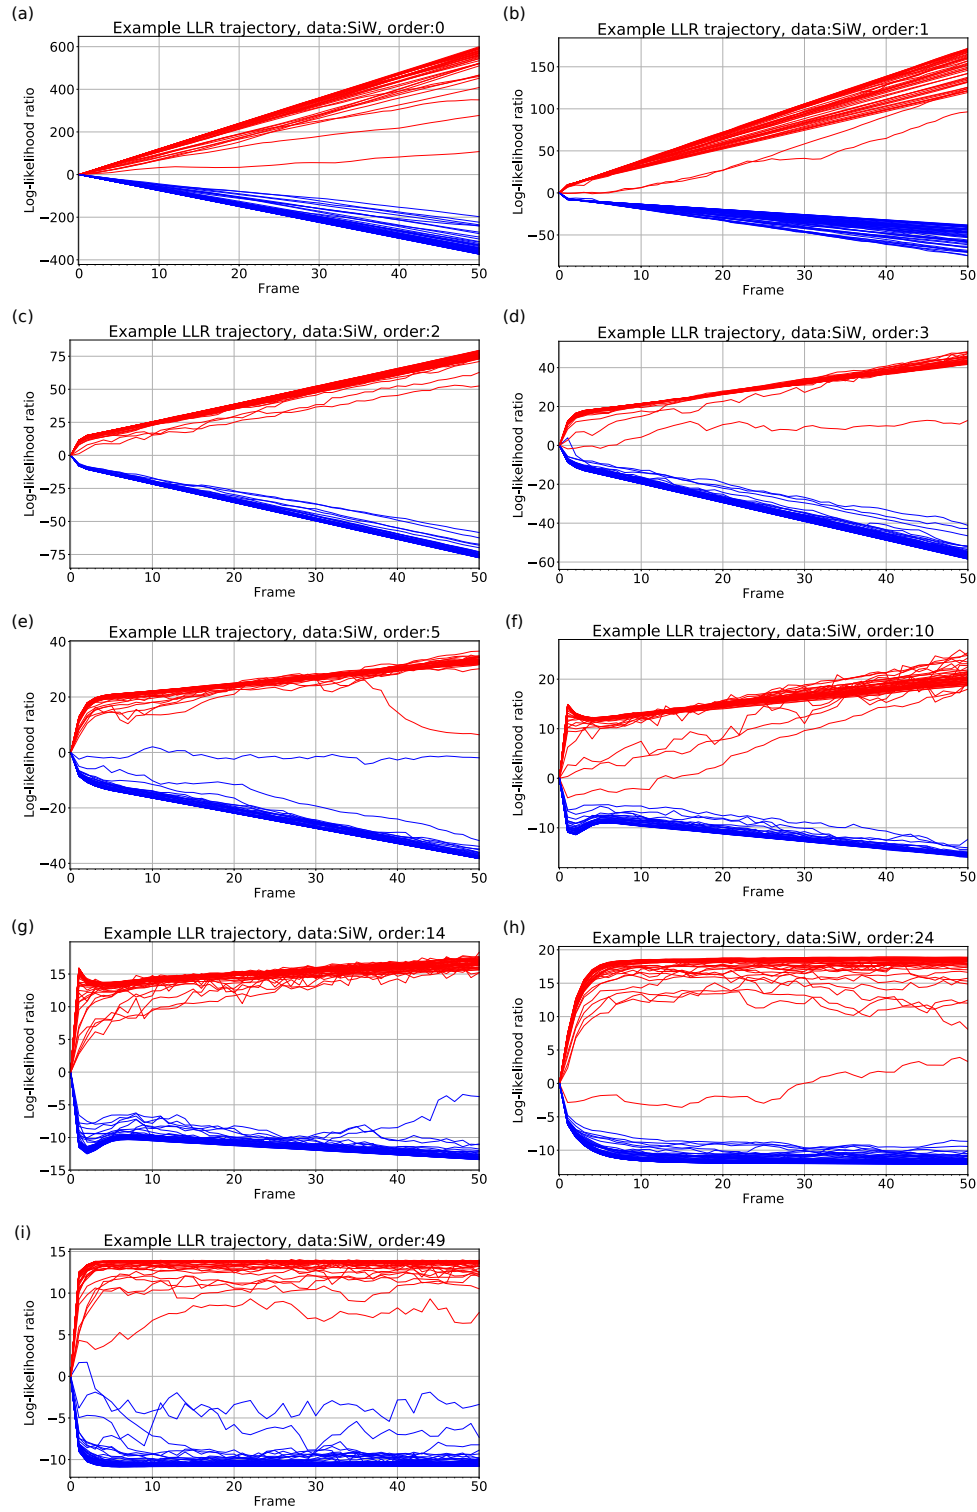 (a)
Example LLR trajectory, data:SiW, order:0
Log-likelihood ratio
600
400
200
0
−200
−400
0 10 20 30 40 50
Frame
(b)
Example LLR trajectory, data:SiW, order:1
Log-likelihood ratio
150
100
50
0
−50
0 10 20 30 40 50
Frame
(c)
Example LLR trajectory, data:SiW, order:2
Log-likelihood ratio
75
50
25
0
−25
−50
−75
0 10 20 30 40 50
Frame
(d)
Example LLR trajectory, data:SiW, order:3
Log-likelihood ratio
40
20
0
−20
−40
−60
0 10 20 30 40 50
Frame
(e)
Example LLR trajectory, data:SiW, order:5
Log-likelihood ratio
40
20
0
−20
−40
0 10 20 30 40 50
Frame
(f)
Example LLR trajectory, data:SiW, order:10
Log-likelihood ratio
20
10
0
−10
0 10 20 30 40 50
Frame
(g)
Example LLR trajectory, data:SiW, order:14
Log-likelihood ratio
15
10
5
0
−5
−10
−15
0 10 20 30 40 50
Frame
(h)
Example LLR trajectory, data:SiW, order:24
Log-likelihood ratio
20
15
10
5
0
−5
−10
0 10 20 30 40 50
Frame
(i)
Example LLR trajectory, data:SiW, order:49
Log-likelihood ratio
15
10
5
0
−5
−10
0 10 20 30 40 50
Frame